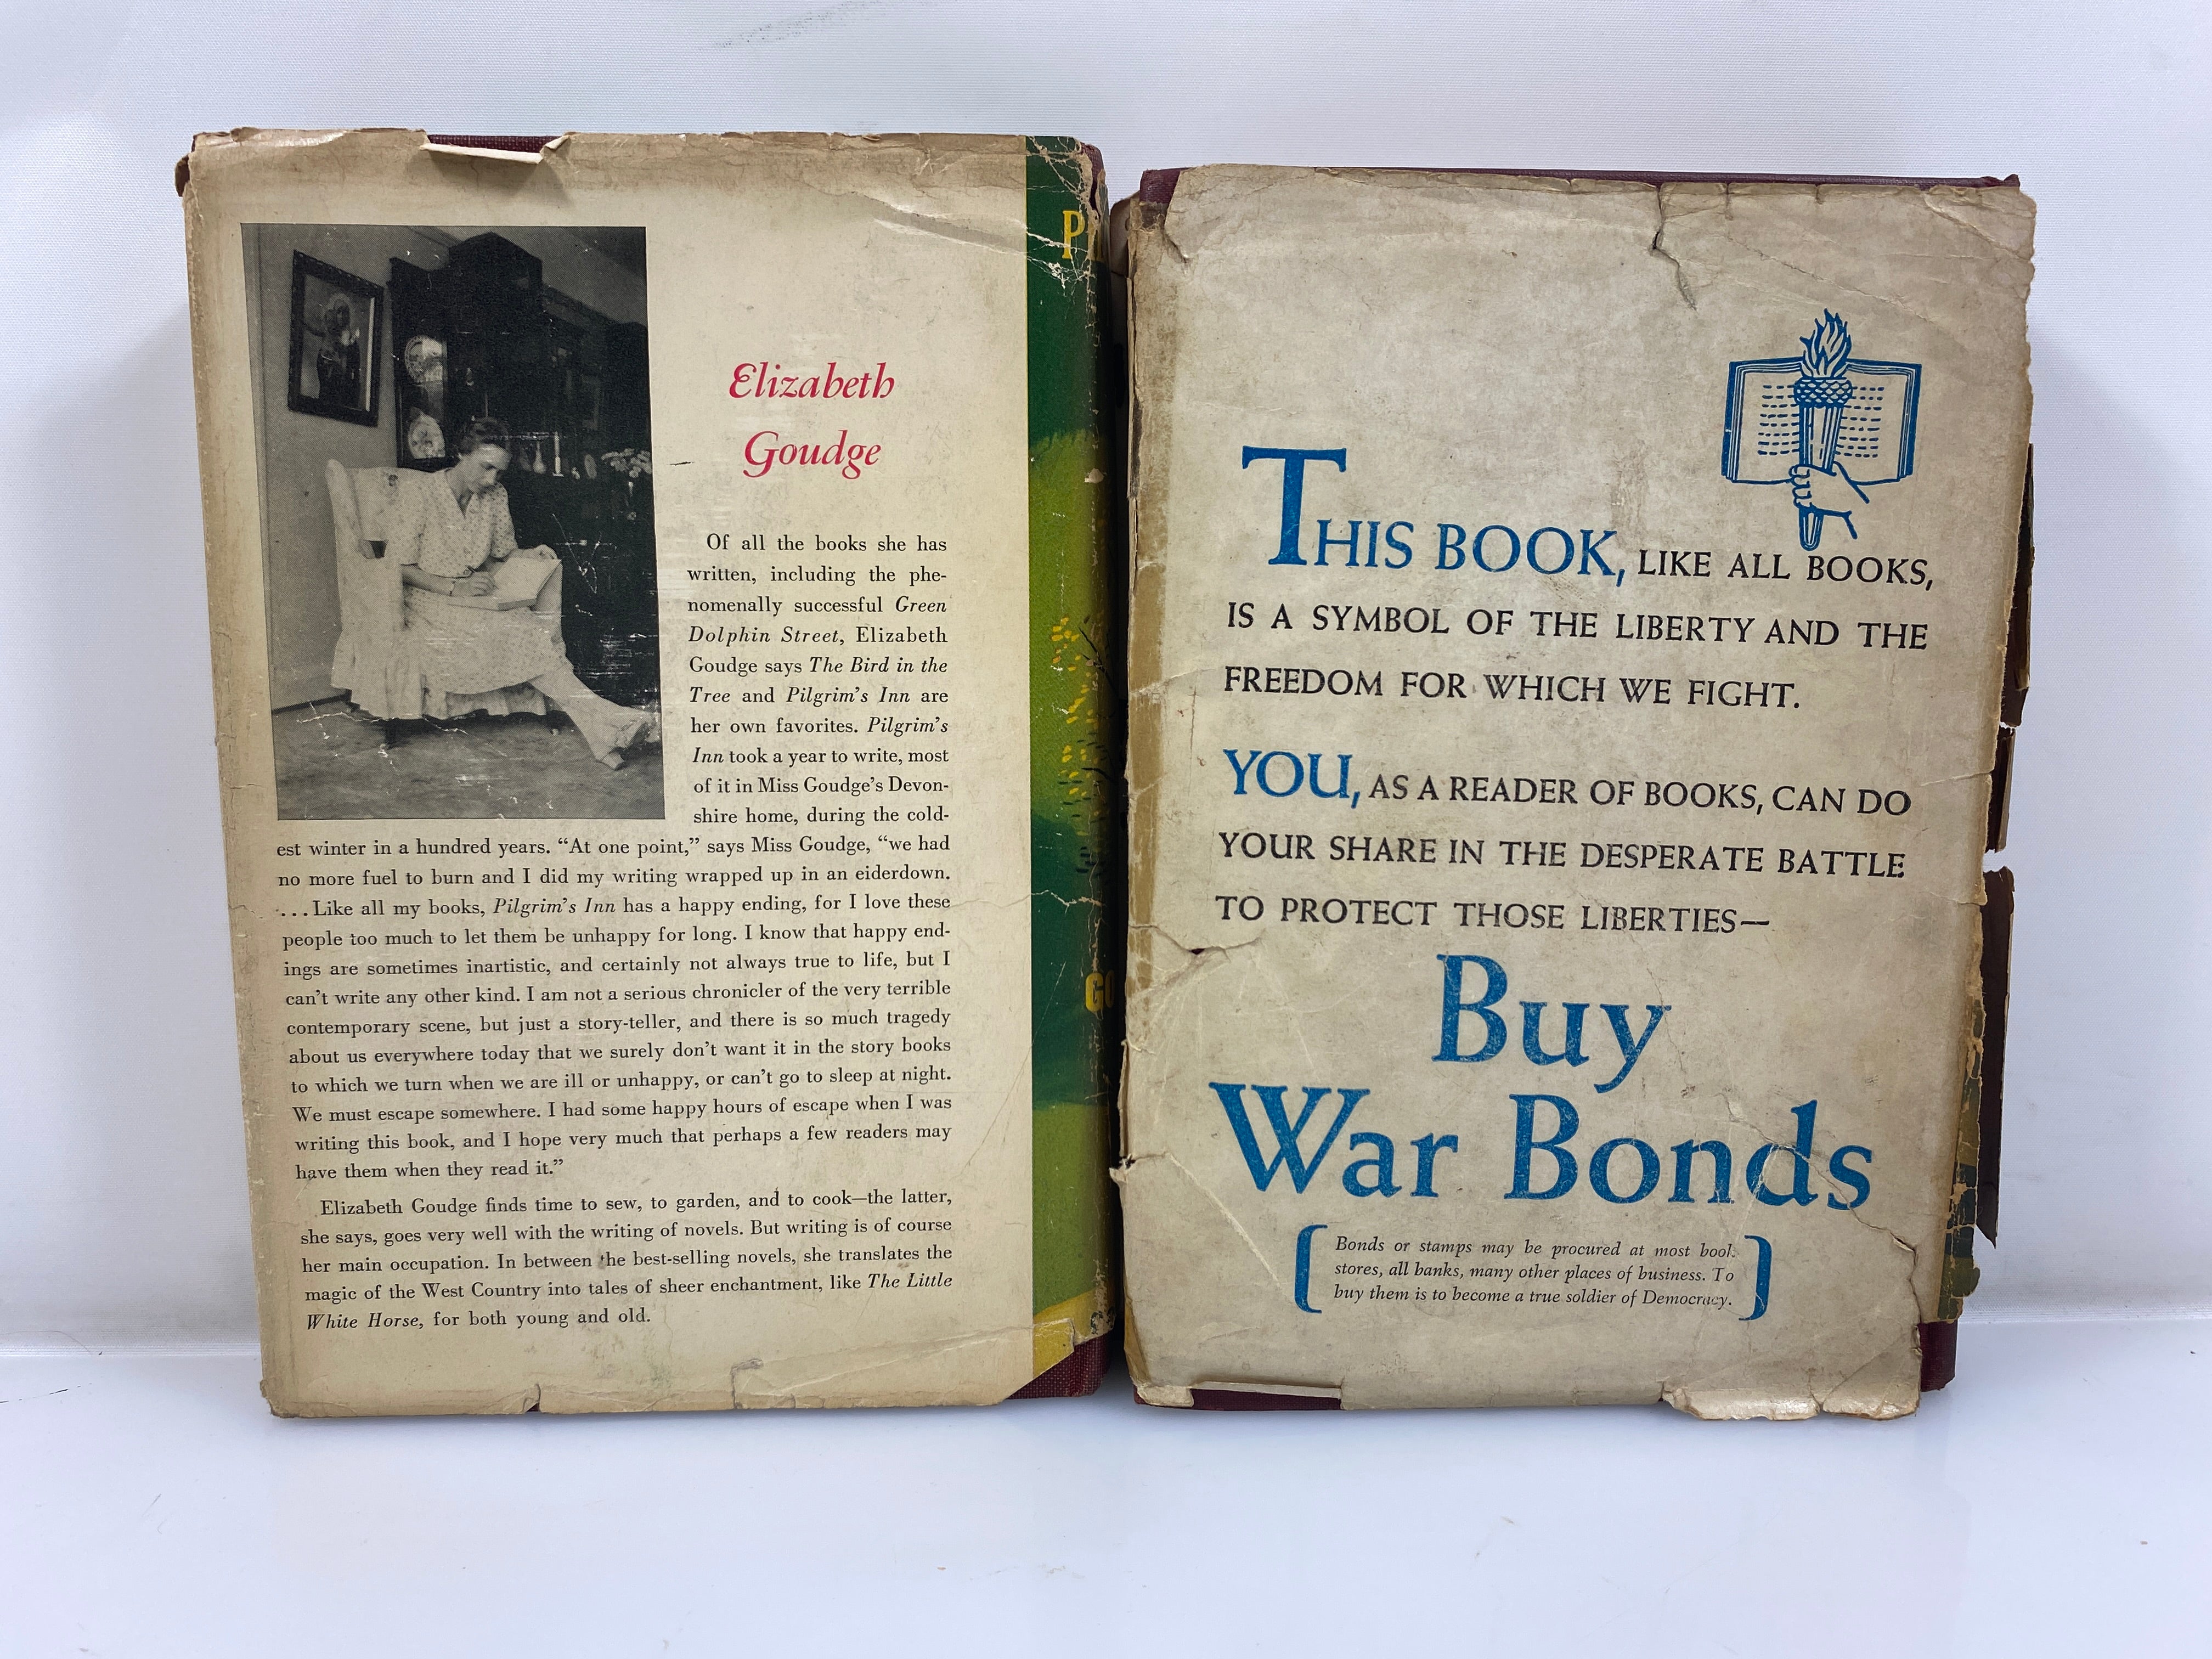 Elizabeth
Goudge
Of all the books she has
written, including the phe-
nomenally successful Green
Dolphin Street, Elizabeth
Goudge says The Bird in the
Tree and Pilgrim's Inn are
her own favorites. Pilgrim's
Inn took a year to write, most
of it in Miss Goudge's Devon-
shire home, during the cold-
est winter in a hundred years. “At one point,” says Miss Goudge, “we had
no more fuel to burn and I did my writing wrapped up in an eiderdown.
...Like all my books, Pilgrim's Inn has a happy ending, for I love these
people too much to let them be unhappy for long. I know that happy end-
ings are sometimes inartistic, and certainly not always true to life, but I
can't write any other kind. I am not a serious chronicler of the very terrible
contemporary scene, but just a story-teller, and there is so much tragedy
about us everywhere today that we surely don't want it in the story books
to which we turn when we are ill or unhappy, or can't go to sleep at night.
We must escape somewhere. I had some happy hours of escape when I was
writing this book, and I hope very much that perhaps a few readers may
have them when they read it.”
Elizabeth Goudge finds time to sew, to garden, and to cook—the latter,
she says, goes very well with the writing of novels. But writing is of course
her main occupation. In between the best-selling novels, she translates the
magic of the West Country into tales of sheer enchantment, like The Little
White Horse, for both young and old.
P
GO
THIS BOOK, LIKE ALL BOOKS,
IS A SYMBOL OF THE LIBERTY AND THE
FREEDOM FOR WHICH WE FIGHT.
YOU, AS A READER OF BOOKS, CAN DO
YOUR SHARE IN THE DESPERATE BATTLE
TO PROTECT THOSE LIBERTIES—
Buy
War Bonds
[Bonds or stamps may be procured at most book
stores, all banks, many other places of business. To
buy them is to become a true soldier of Democracy.]